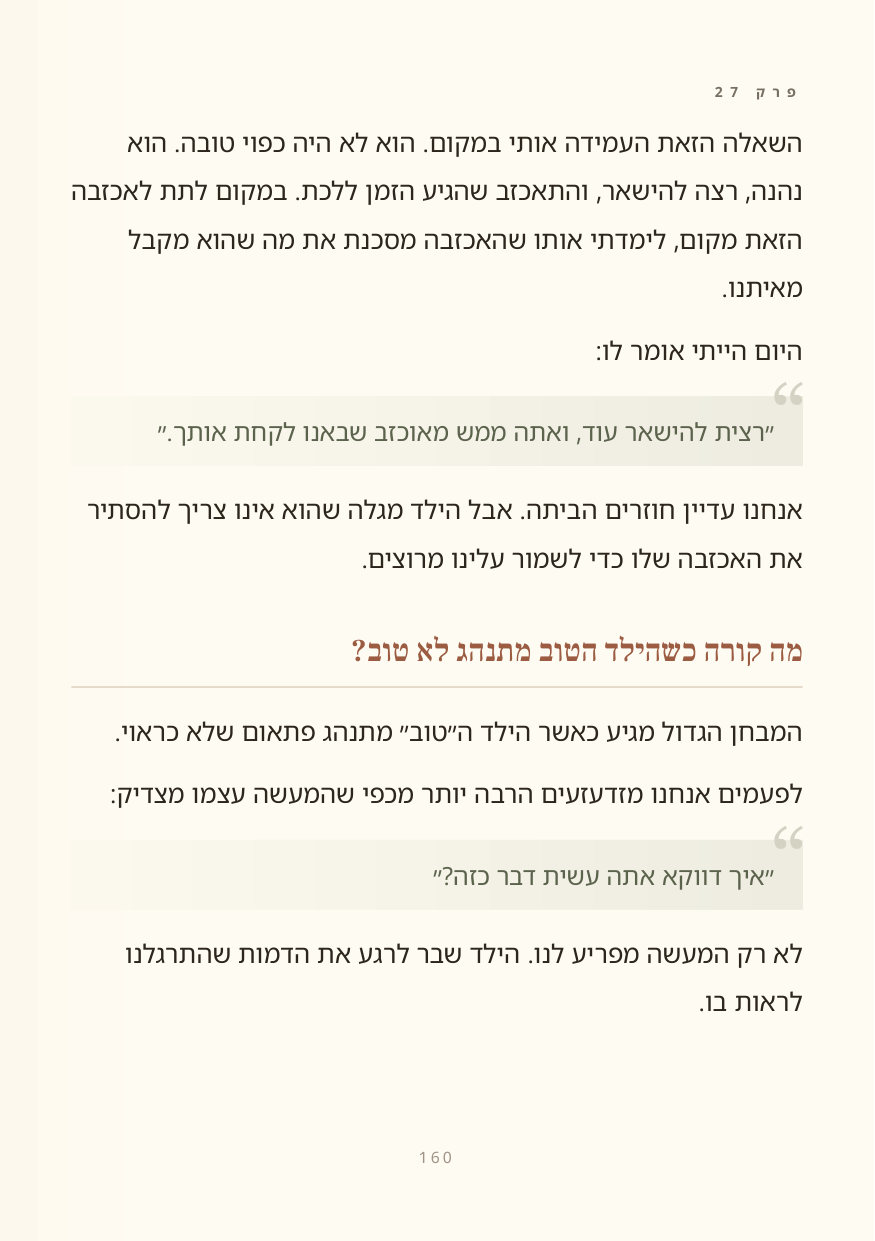 פרק 27
השאלה הזאת העמידה אותי במקום. הוא לא היה כפוי טובה. הוא
נהנה, רצה להישאר, והתאכזב שהגיע הזמן ללכת. במקום לתת לאכזבה
הזאת מקום, לימדתי אותו שהאכזבה מסכנת את מה שהוא מקבל
מאיתנו.
היום הייתי אומר לו:
“
״רצית להישאר עוד, ואתה ממש מאוכזב שבאנו לקחת אותך.״
אנחנו עדיין חוזרים הביתה. אבל הילד מגלה שהוא אינו צריך להסתיר
את האכזבה שלו כדי לשמור עלינו מרוצים.
מה קורה כשהילד הטוב מתנהג לא טוב?
המבחן הגדול מגיע כאשר הילד ה״טוב״ מתנהג פתאום שלא כראוי.
לפעמים אנחנו מזדעזעים הרבה יותר מכפי שהמעשה עצמו מצדיק:
“
״איך דווקא אתה עשית דבר כזה?״
לא רק המעשה מפריע לנו. הילד שבר לרגע את הדמות שהתרגלנו
לראות בו.
160